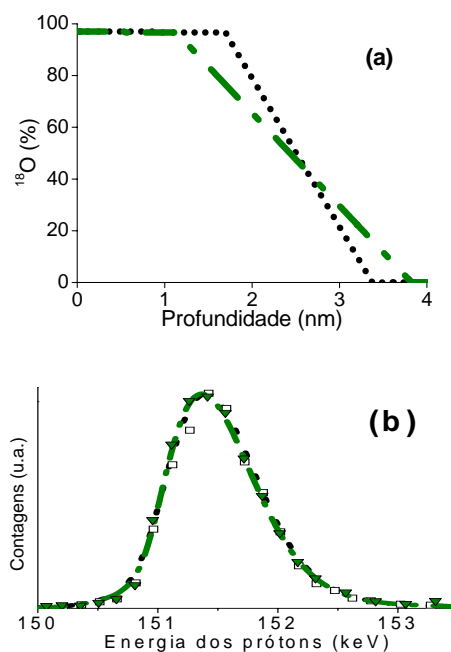 100
(a)
80
60
40
20
0
¹⁸O (%)
0 1 2 3 4
Profundidade (nm)
(b)
Contagens (u.a.)
150 151 152 153
Energia dos prótons (keV)